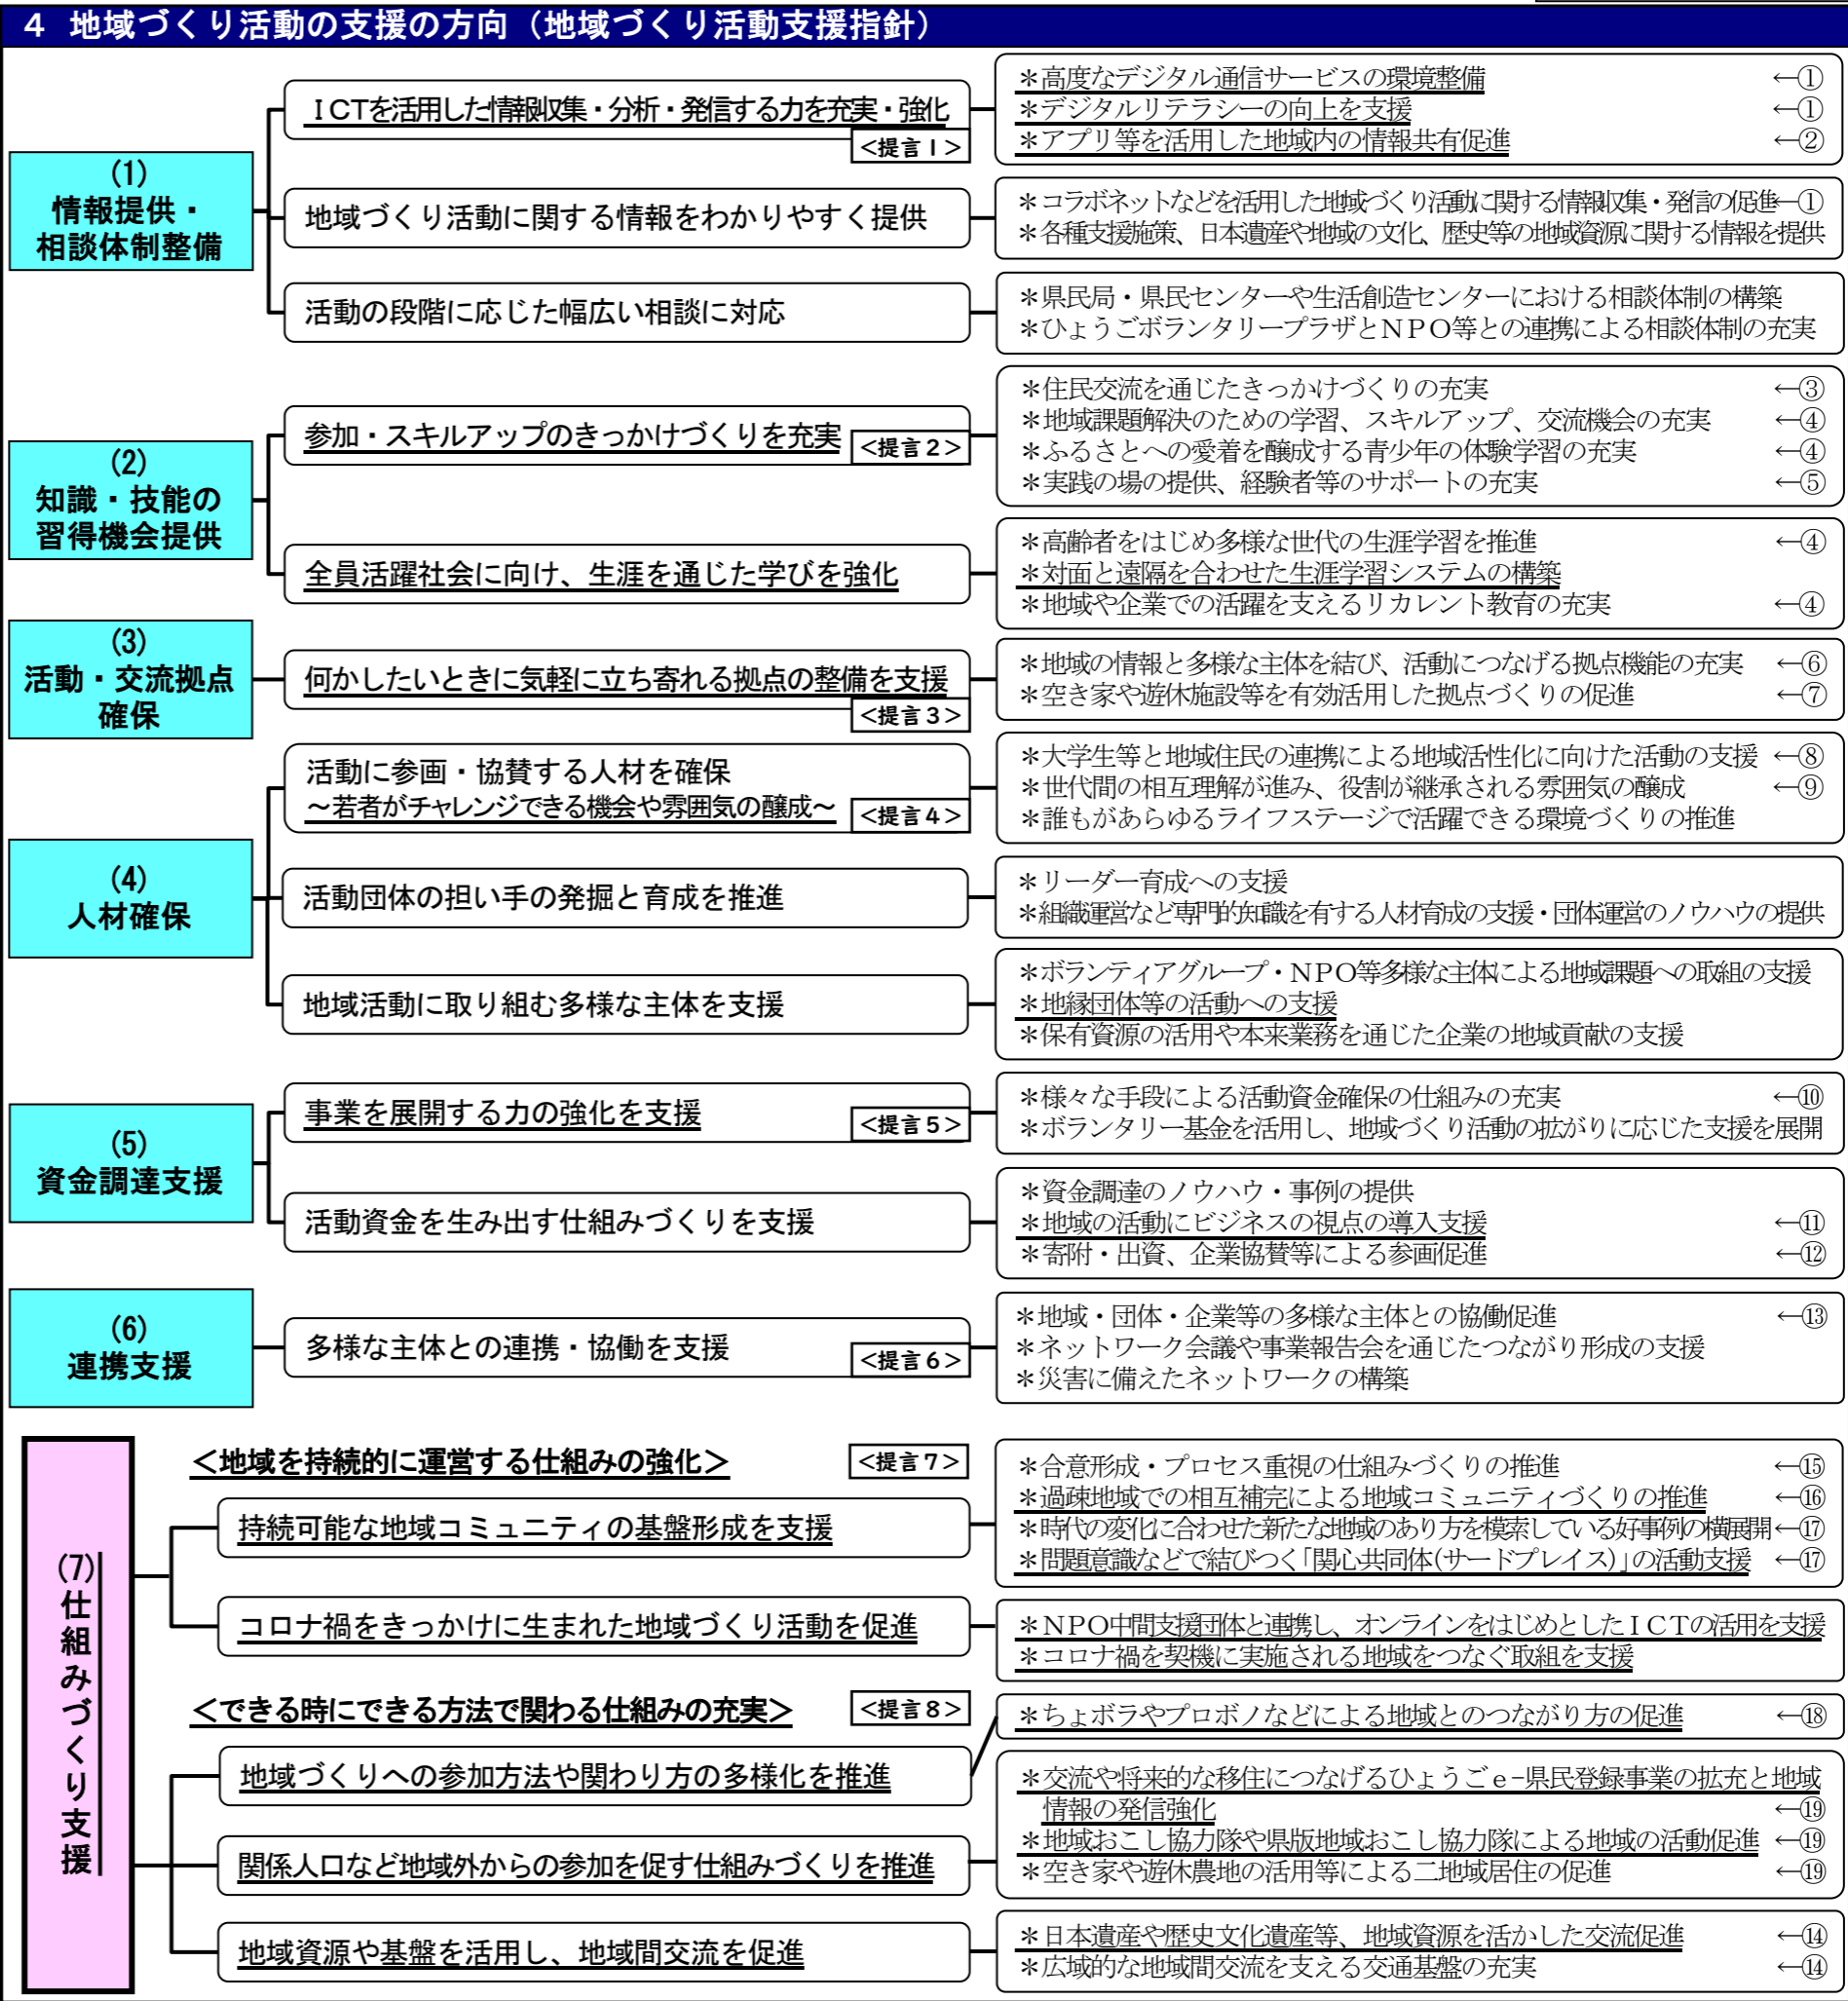 ４ 地域づくり活動の支援の方向（地域づくり活動支援指針）
(1)
情報提供・
相談体制整備
ＩＣＴを活用した情報収集・分析・発信する力を充実・強化
<提言１>
＊高度なデジタル通信サービスの環境整備 ←①
＊デジタルリテラシーの向上を支援 ←①
＊アプリ等を活用した地域内の情報共有促進 ←②
地域づくり活動に関する情報をわかりやすく提供
＊コラボネットなどを活用した地域づくり活動に関する情報収集・発信の促進←①
＊各種支援施策、日本遺産や地域の文化、歴史等の地域資源に関する情報を提供
活動の段階に応じた幅広い相談に対応
＊県民局・県民センターや生活創造センターにおける相談体制の構築
＊ひょうごボランタリープラザとＮＰＯ等との連携による相談体制の充実
(2)
知識・技能の
習得機会提供
参加・スキルアップのきっかけづくりを充実
<提言２>
＊住民交流を通じたきっかけづくりの充実 ←③
＊地域課題解決のための学習、スキルアップ、交流機会の充実 ←④
＊ふるさとへの愛着を醸成する青少年の体験学習の充実 ←④
＊実践の場の提供、経験者等のサポートの充実 ←⑤
全員活躍社会に向け、生涯を通じた学びを強化
＊高齢者をはじめ多様な世代の生涯学習を推進 ←④
＊対面と遠隔を合わせた生涯学習システムの構築
＊地域や企業での活躍を支えるリカレント教育の充実 ←④
(3)
活動・交流拠点
確保
何かしたいときに気軽に立ち寄れる拠点の整備を支援
<提言３>
＊地域の情報と多様な主体を結び、活動につなげる拠点機能の充実 ←⑥
＊空き家や遊休施設等を有効活用した拠点づくりの促進 ←⑦
(4)
人材確保
活動に参画・協賛する人材を確保
～若者がチャレンジできる機会や雰囲気の醸成～
<提言４>
＊大学生等と地域住民の連携による地域活性化に向けた活動の支援 ←⑧
＊世代間の相互理解が進み、役割が継承される雰囲気の醸成 ←⑨
＊誰もがあらゆるライフステージで活躍できる環境づくりの推進
活動団体の担い手の発掘と育成を推進
＊リーダー育成への支援
＊組織運営など専門的知識を有する人材育成の支援・団体運営のノウハウの提供
地域活動に取り組む多様な主体を支援
＊ボランティアグループ・ＮＰＯ等多様な主体による地域課題への取組の支援
＊地縁団体等の活動への支援
＊保有資源の活用や本来業務を通じた企業の地域貢献の支援
(5)
資金調達支援
事業を展開する力の強化を支援
<提言５>
＊様々な手段による活動資金確保の仕組みの充実 ←⑩
＊ボランタリー基金を活用し、地域づくり活動の拡がりに応じた支援を展開
活動資金を生み出す仕組みづくりを支援
＊資金調達のノウハウ・事例の提供
＊地域の活動にビジネスの視点の導入支援 ←⑪
＊寄附・出資、企業協賛等による参画促進 ←⑫
(6)
連携支援
多様な主体との連携・協働を支援
<提言６>
＊地域・団体・企業等の多様な主体との協働促進 ←⑬
＊ネットワーク会議や事業報告会を通じたつながり形成の支援
＊災害に備えたネットワークの構築
(7)仕組みづくり支援
<地域を持続的に運営する仕組みの強化>
<提言７>
持続可能な地域コミュニティの基盤形成を支援
＊合意形成・プロセス重視の仕組みづくりの推進 ←⑮
＊過疎地域での相互補完による地域コミュニティづくりの推進 ←⑯
＊時代の変化に合わせた新たな地域のあり方を模索している好事例の横展開←⑰
＊問題意識などで結びつく「関心共同体(サードプレイス)」の活動支援 ←⑰
コロナ禍をきっかけに生まれた地域づくり活動を促進
＊ＮＰＯ中間支援団体と連携し、オンラインをはじめとしたＩＣＴの活用を支援
＊コロナ禍を契機に実施される地域をつなぐ取組を支援
<できる時にできる方法で関わる仕組みの充実>
<提言８>
地域づくりへの参加方法や関わり方の多様化を推進
＊ちょボラやプロボノなどによる地域とのつながり方の促進 ←⑱
関係人口など地域外からの参加を促す仕組みづくりを推進
＊交流や将来的な移住につなげるひょうごｅ-県民登録事業の拡充と地域
情報の発信強化 ←⑲
＊地域おこし協力隊や県版地域おこし協力隊による地域の活動促進 ←⑲
＊空き家や遊休農地の活用等による二地域居住の促進 ←⑲
地域資源や基盤を活用し、地域間交流を促進
＊日本遺産や歴史文化遺産等、地域資源を活かした交流促進 ←⑭
＊広域的な地域間交流を支える交通基盤の充実 ←⑭